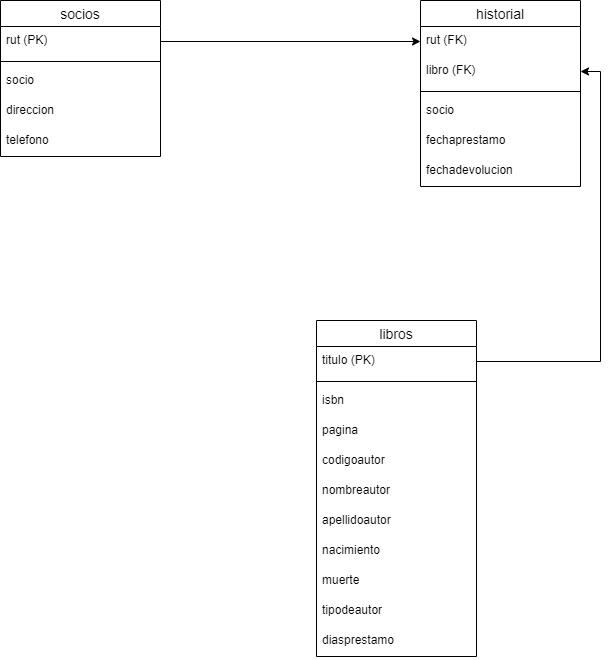 socios
rut (PK)
socio
direccion
telefono
historial
rut (FK)
libro (FK)
socio
fechaprestamo
fechadevolucion
libros
titulo (PK)
isbn
pagina
codigoautor
nombreautor
apellidoautor
nacimiento
muerte
tipodeautor
diasprestamo